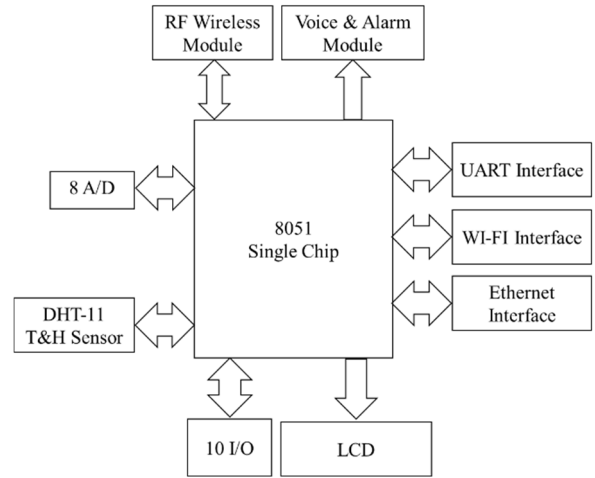 RF Wireless
Module
Voice & Alarm
Module
8 A/D
UART Interface
8051
Single Chip
WI-FI Interface
DHT-11
T&H Sensor
Ethernet
Interface
10 I/O
LCD